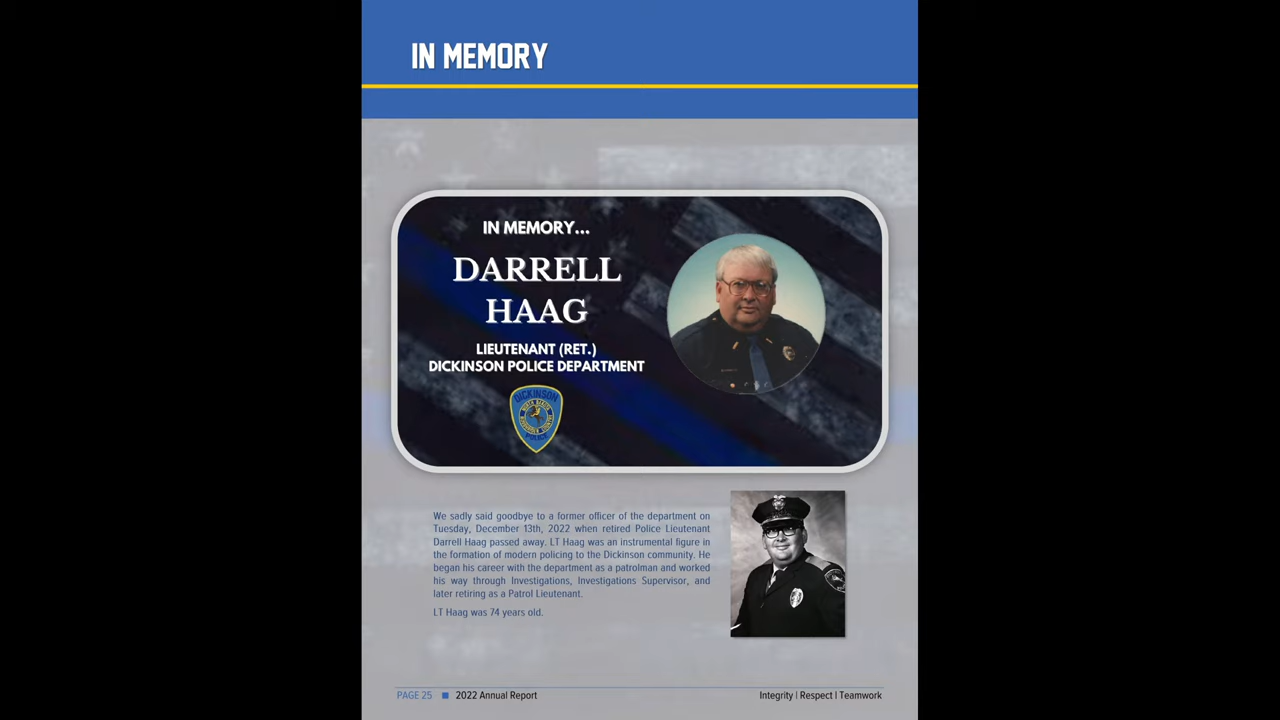 IN MEMORY
IN MEMORY...
DARRELL
HAAG
LIEUTENANT (RET.)
DICKINSON POLICE DEPARTMENT
DICKINSON
POLICE
We sadly said goodbye to a former officer of the department on
Tuesday, December 13th, 2022 when retired Police Lieutenant
Darrell Haag passed away. LT Haag was an instrumental figure in
the formation of modern policing to the Dickinson community. He
began his career with the department as a patrolman and worked
his way through Investigations, Investigations Supervisor, and
later retiring as a Patrol Lieutenant.
LT Haag was 74 years old.
PAGE 25 ■ 2022 Annual Report
Integrity | Respect | Teamwork